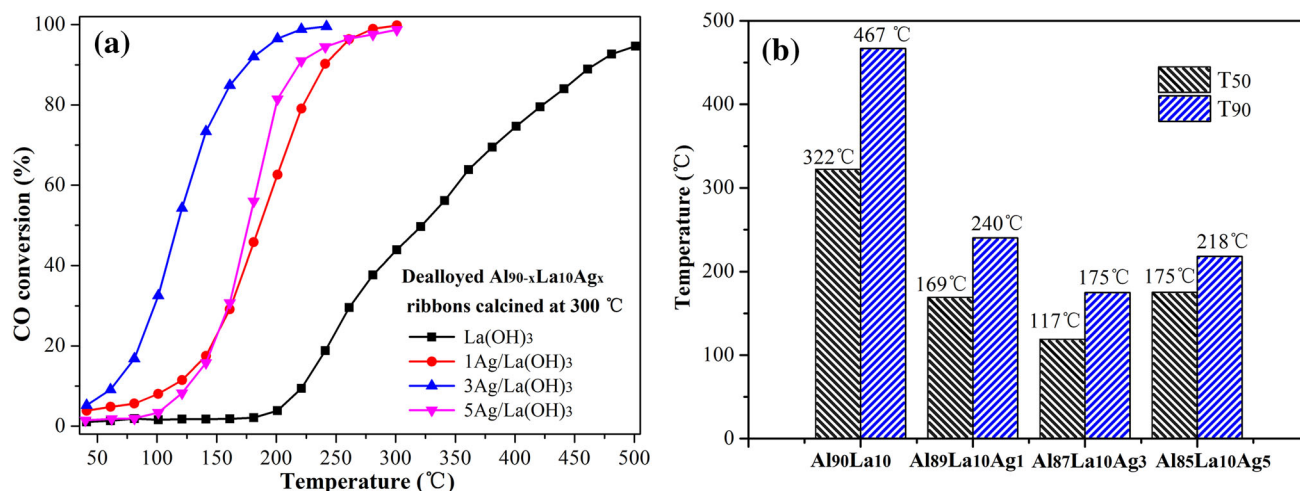 (a)
CO conversion (%)
100
80
60
40
20
0
50 100 150 200 250 300 350 400 450 500
Temperature (℃)
Dealloyed Al90-xLa10Agx
ribbons calcined at 300 ℃
La(OH)3
1Ag/La(OH)3
3Ag/La(OH)3
5Ag/La(OH)3
(b)
Temperature (℃)
500
400
300
200
100
0
T50
T90
322℃
467 ℃
169℃
240 ℃
117℃
175 ℃
175 ℃
218℃
Al90La10 Al89La10Ag1 Al87La10Ag3 Al85La10Ag5